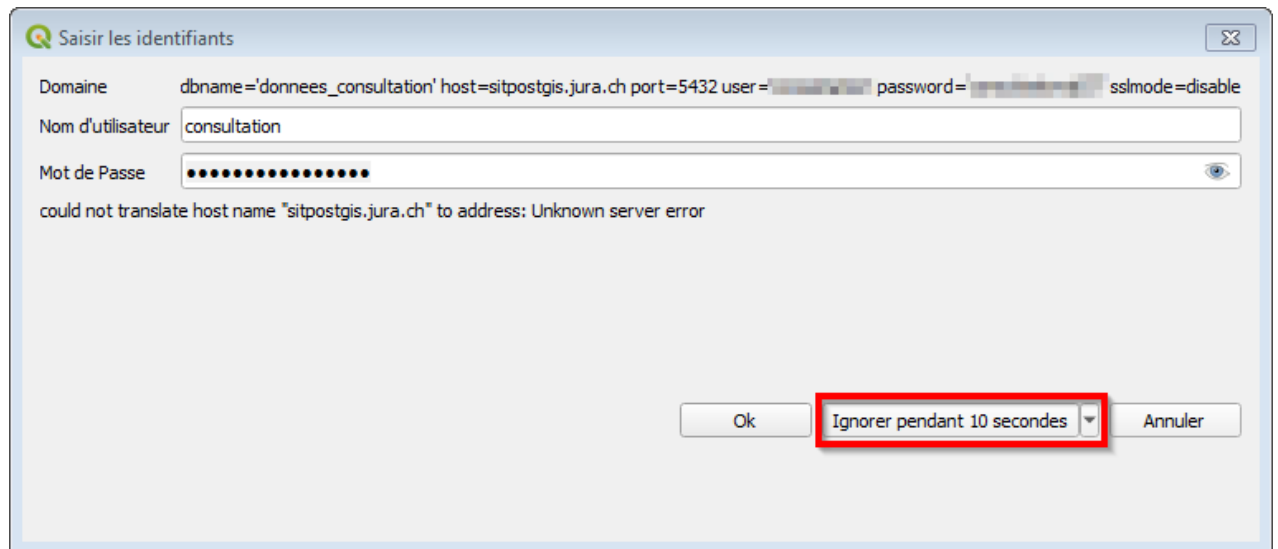 Saisir les identifiants
Domaine dbname='donnees_consultation' host=sitpostgis.jura.ch port=5432 user=' password=' sslmode=disable
Nom d'utilisateur consultation
Mot de Passe ●●●●●●●●●●●●●●●●
could not translate host name "sitpostgis.jura.ch" to address: Unknown server error
Ok Ignorer pendant 10 secondes Annuler